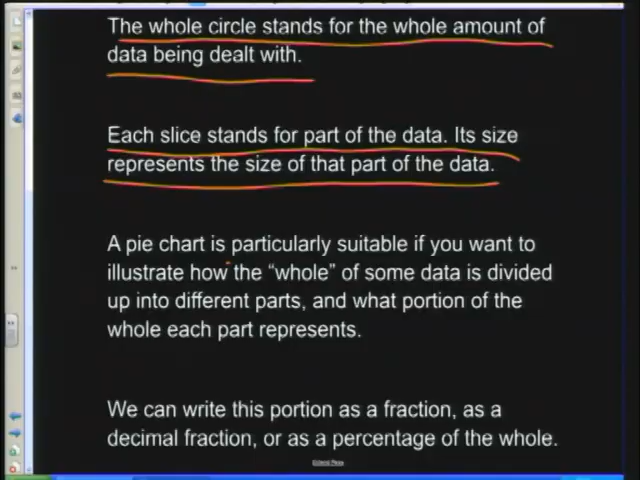 The whole circle stands for the whole amount of
data being dealt with.
Each slice stands for part of the data. Its size
represents the size of that part of the data.
A pie chart is particularly suitable if you want to
illustrate how the “whole” of some data is divided
up into different parts, and what portion of the
whole each part represents.
We can write this portion as a fraction, as a
decimal fraction, or as a percentage of the whole.